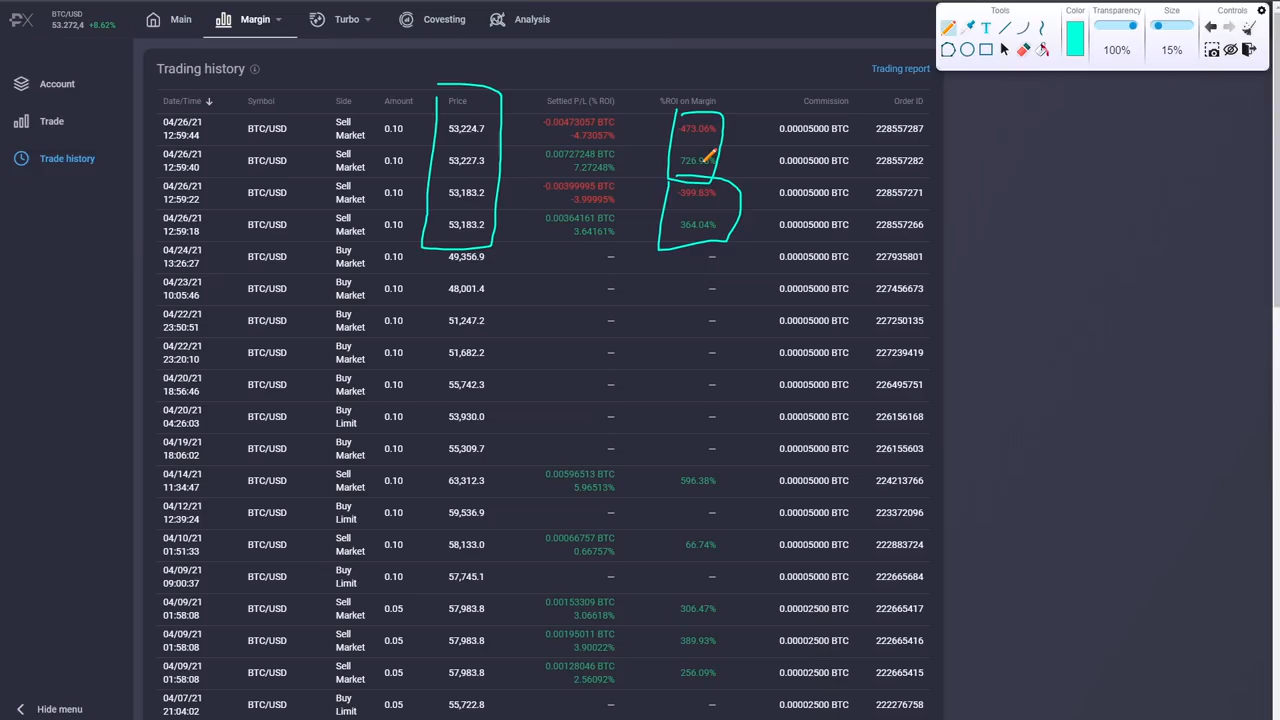 BTC/USD
53.272,4 +8.62%
Main
Margin
Turbo
Covesting
Analysis
Tools
Color
Transparency
Size
Controls
100%
15%
Account
Trade
Trade history
Hide menu
Trading history
Trading report
Date/Time Symbol Side Amount Price Settled P/L (% ROI) %ROI on Margin Commission Order ID
04/26/21 Sell -0.00473057 BTC
BTC/USD 0.10 53,224.7 -473.06% 0.00005000 BTC 228557287
12:59:44 Market -4.73057%
04/26/21 Sell 0.00727248 BTC
BTC/USD 0.10 53,227.3 0.00005000 BTC 228557282
12:59:40 Market 7.27248%
04/26/21 Sell -0.00399995 BTC
BTC/USD 0.10 53,183.2 -399.83% 0.00005000 BTC 228557271
12:59:22 Market -3.99995%
04/26/21 Sell 0.00364161 BTC
BTC/USD 0.10 53,183.2 364.04% 0.00005000 BTC 228557266
12:59:18 Market 3.64161%
04/24/21 Buy
BTC/USD 0.10 49,356.9 — — 0.00005000 BTC 227935801
13:26:27 Market
04/23/21 Buy
BTC/USD 0.10 48,001.4 — — 0.00005000 BTC 227456673
10:05:46 Market
04/22/21 Buy
BTC/USD 0.10 51,247.2 — — 0.00005000 BTC 227250135
23:50:51 Market
04/22/21 Buy
BTC/USD 0.10 51,682.2 — — 0.00005000 BTC 227239419
23:20:10 Market
04/20/21 Buy
BTC/USD 0.10 55,742.3 — — 0.00005000 BTC 226495751
18:56:46 Market
04/20/21 Buy
BTC/USD 0.10 53,930.0 — — 0.00005000 BTC 226156168
04:26:03 Limit
04/19/21 Buy
BTC/USD 0.10 55,309.7 — — 0.00005000 BTC 226155603
18:06:02 Market
04/14/21 Sell 0.00596513 BTC
BTC/USD 0.10 63,312.3 596.38% 0.00005000 BTC 224213766
11:34:47 Market 5.96513%
04/12/21 Buy
BTC/USD 0.10 59,536.9 — — 0.00005000 BTC 223372096
12:39:24 Limit
04/10/21 Sell 0.00066757 BTC
BTC/USD 0.10 58,133.0 66.74% 0.00005000 BTC 222883724
01:51:33 Market 0.66757%
04/09/21 Buy
BTC/USD 0.10 57,745.1 — — 0.00005000 BTC 222665684
09:00:37 Limit
04/09/21 Sell 0.00153309 BTC
BTC/USD 0.05 57,983.8 306.47% 0.00002500 BTC 222665417
01:58:08 Market 3.06618%
04/09/21 Sell 0.00195011 BTC
BTC/USD 0.05 57,983.8 389.93% 0.00002500 BTC 222665416
01:58:08 Market 3.90022%
04/09/21 Sell 0.00128046 BTC
BTC/USD 0.05 57,983.8 256.09% 0.00002500 BTC 222665415
01:58:08 Market 2.56092%
04/07/21 Buy
BTC/USD 0.10 55,722.8 — — 0.00005000 BTC 222276758
21:04:02 Market